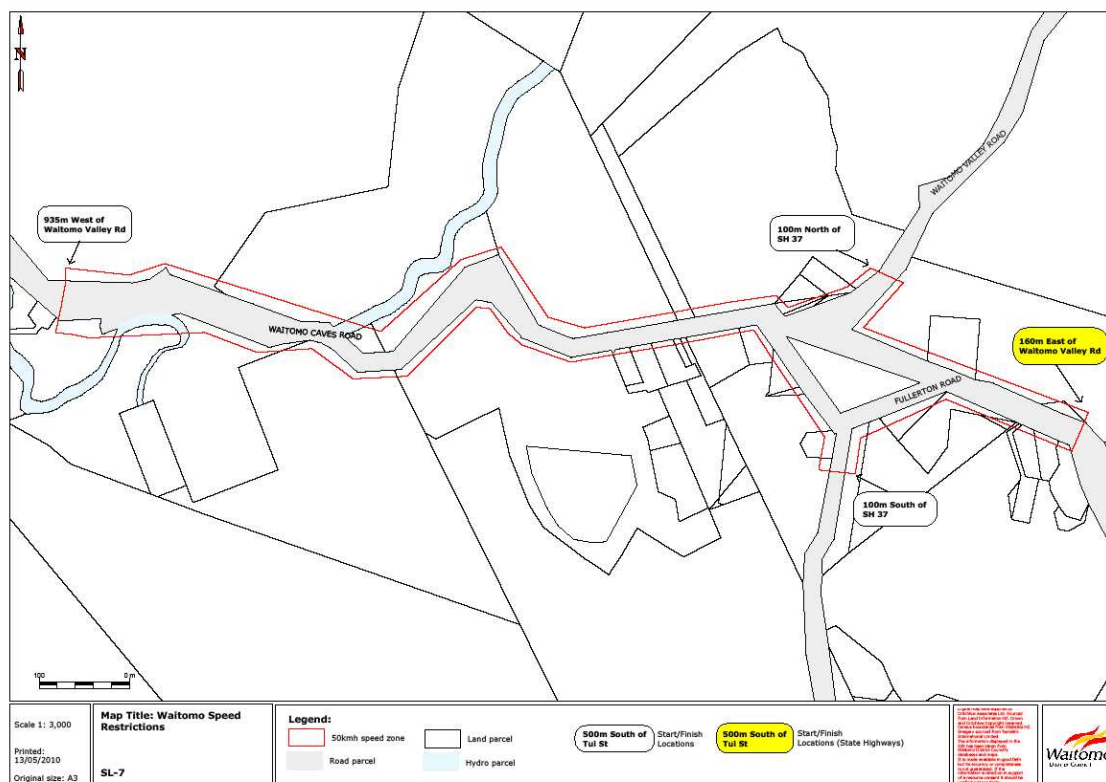 N
935m West of
Waitomo Valley Rd
100m North of
SH 37
WAITOMO VALLEY ROAD
160m East of
Waitomo Valley Rd
WAITOMO CAVES ROAD
FULLERTON ROAD
100m South of
SH 37
100 0 m
Scale 1: 3,000
Printed:
13/05/2010
Original size: A3
Map Title: Waitomo Speed
Restrictions
SL-7
Legend:
50kmh speed zone
Land parcel
Road parcel
Hydro parcel
500m South of
Tui St
Start/Finish
Locations
500m South of
Tui St
Start/Finish
Locations (State Highways)
Waitomo